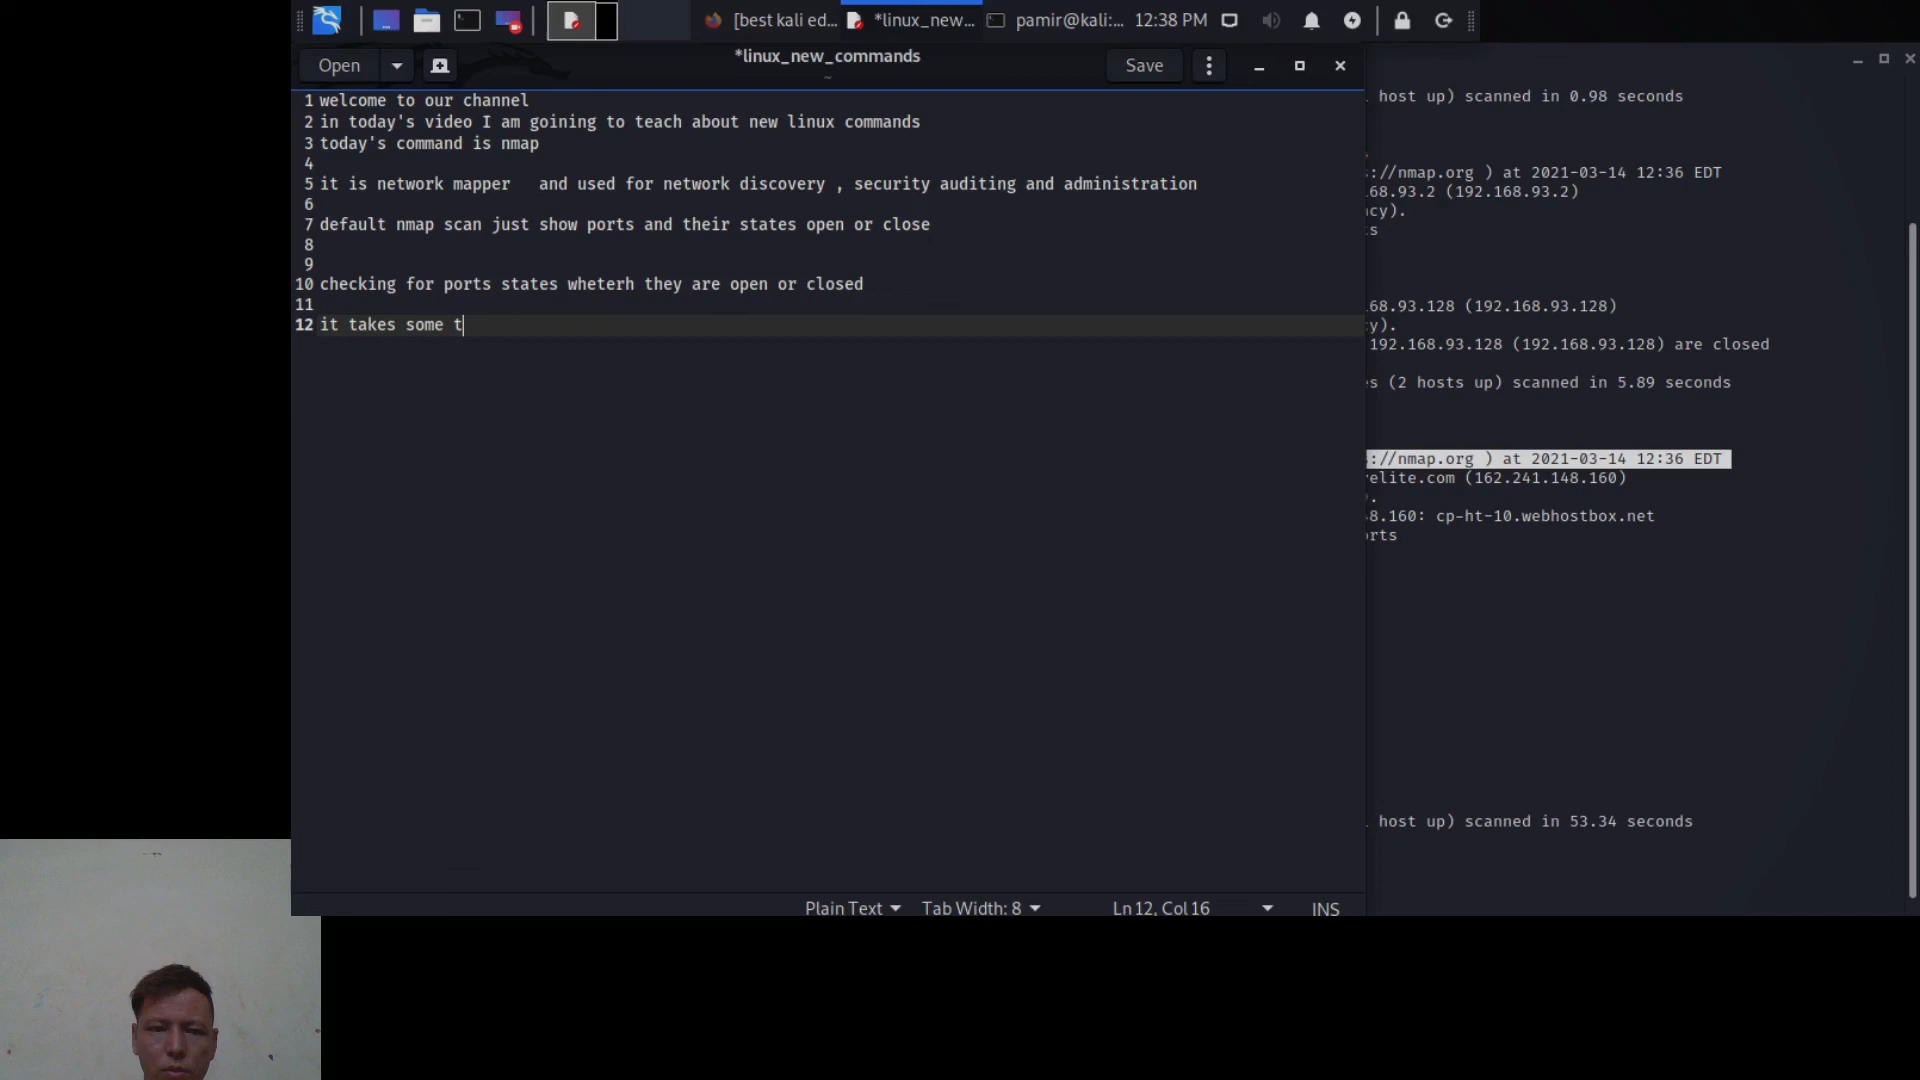 [best kali ed...
*linux_new...
pamir@kali:...
12:38 PM
Open
*linux_new_commands
~
Save
1 welcome to our channel
2 in today's video I am goining to teach about new linux commands
3 today's command is nmap
4
5 it is network mapper   and used for network discovery , security auditing and administration
6
7 default nmap scan just show ports and their states open or close
8
9
10 checking for ports states wheterh they are open or closed
11
12 it takes some t
host up) scanned in 0.98 seconds
://nmap.org ) at 2021-03-14 12:36 EDT
68.93.2 (192.168.93.2)
cy).
s
68.93.128 (192.168.93.128)
y).
192.168.93.128 (192.168.93.128) are closed
s (2 hosts up) scanned in 5.89 seconds
://nmap.org ) at 2021-03-14 12:36 EDT
elite.com (162.241.148.160)
).
8.160: cp-ht-10.webhostbox.net
rts
host up) scanned in 53.34 seconds
Plain Text
Tab Width: 8
Ln 12, Col 16
INS